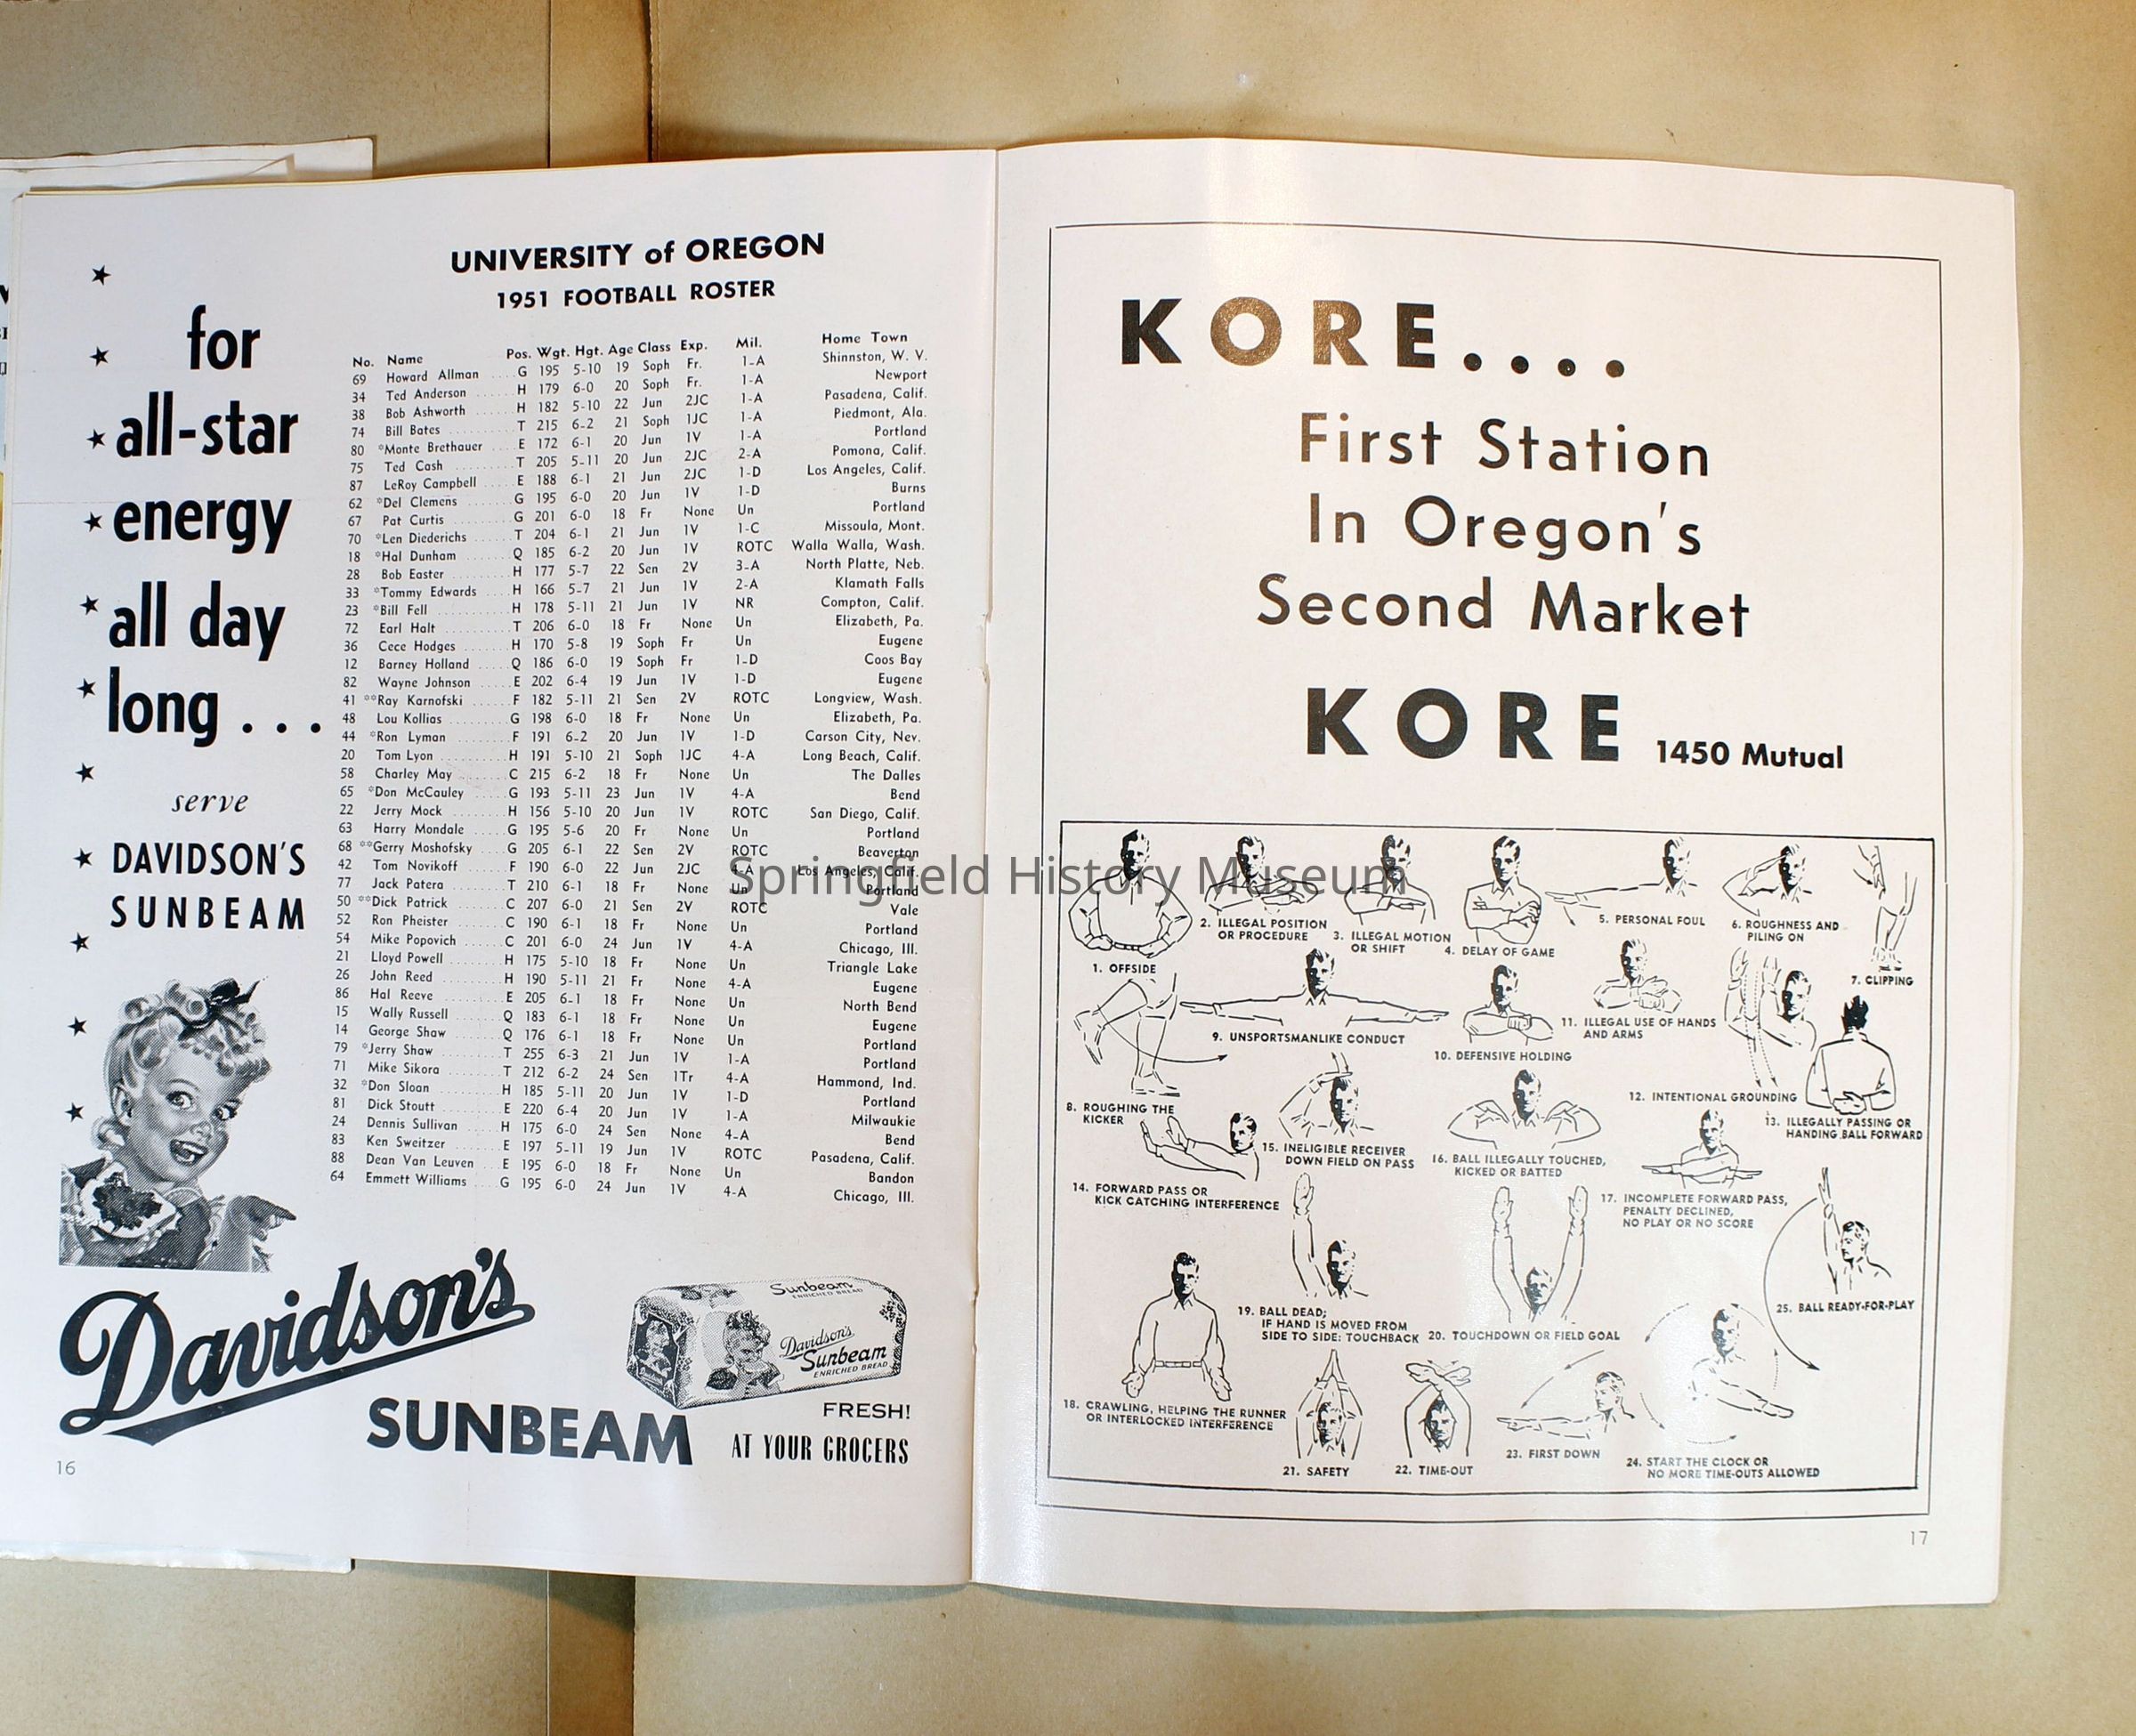 for
all-star
energy
all day
long . . .
serve
DAVIDSON'S
SUNBEAM
UNIVERSITY of OREGON
1951 FOOTBALL ROSTER
No. Name Pos. Wgt. Hgt. Age Class Exp. Mil. Home Town
69 Howard Allman G 195 5-10 19 Soph Fr. 1-A Shinnston, W. V.
34 Ted Anderson H 179 6-0 20 Soph Fr. 1-A Newport
38 Bob Ashworth H 182 5-10 22 Jun 2JC 1-A Pasadena, Calif.
74 Bill Bates T 215 6-2 21 Soph 1JC 1-A Piedmont, Ala.
80 *Monte Brethauer E 172 6-1 20 Jun 1V 1-A Portland
75 Ted Cash T 205 5-11 20 Jun 2JC 2-A Pomona, Calif.
87 LeRoy Campbell E 188 6-1 21 Jun 2JC 1-D Los Angeles, Calif.
62 *Del Clemens G 195 6-0 20 Jun 1V 1-D Burns
67 Pat Curtis G 201 6-0 18 Fr None Un Portland
70 *Len Diederichs T 204 6-1 21 Jun 1V 1-C Missoula, Mont.
18 *Hal Dunham Q 185 6-2 20 Jun 1V ROTC Walla Walla, Wash.
28 Bob Easter H 177 5-7 22 Sen 2V 3-A North Platte, Neb.
33 *Tommy Edwards H 166 5-7 21 Jun 1V 2-A Klamath Falls
23 *Bill Fell H 178 5-11 21 Jun 1V NR Compton, Calif.
72 Earl Halt T 206 6-0 18 Fr None Un Elizabeth, Pa.
36 Cece Hodges H 170 5-8 19 Soph Fr Un Eugene
12 Barney Holland Q 186 6-0 19 Soph Fr 1-D Coos Bay
82 Wayne Johnson E 202 6-4 19 Jun 1V 1-D Eugene
41 **Ray Karnofski F 182 5-11 21 Sen 2V ROTC Longview, Wash.
48 Lou Kollias G 198 6-0 18 Fr None Un Elizabeth, Pa.
44 *Ron Lyman F 191 6-2 20 Jun 1V 1-D Carson City, Nev.
20 Tom Lyon H 191 5-10 21 Soph 1JC 4-A Long Beach, Calif.
58 Charley May C 215 6-2 18 Fr None Un The Dalles
65 *Don McCauley G 193 5-11 23 Jun 1V 4-A Bend
22 Jerry Mock H 156 5-10 20 Jun 1V ROTC San Diego, Calif.
63 Harry Mondale G 195 5-6 20 Fr None Un Portland
68 **Gerry Moshofsky G 205 6-1 22 Sen 2V ROTC Beaverton
42 Tom Novikoff F 190 6-0 22 Jun 2JC 4-A Los Angeles, Calif.
77 Jack Patera T 210 6-1 18 Fr None Un Portland
50 **Dick Patrick C 207 6-0 21 Sen 2V ROTC Vale
52 Ron Pheister C 190 6-1 18 Fr None Un Portland
54 Mike Popovich C 201 6-0 24 Jun 1V 4-A Chicago, Ill.
21 Lloyd Powell H 175 5-10 18 Fr None Un Triangle Lake
26 John Reed H 190 5-11 21 Fr None 4-A Eugene
86 Hal Reeve E 205 6-1 18 Fr None Un North Bend
15 Wally Russell Q 183 6-1 18 Fr None Un Eugene
14 George Shaw Q 176 6-1 18 Fr None Un Portland
79 *Jerry Shaw T 255 6-3 21 Jun 1V 1-A Portland
71 Mike Sikora T 212 6-2 24 Sen 1Tr 4-A Hammond, Ind.
32 *Don Sloan H 185 5-11 20 Jun 1V 1-D Portland
81 Dick Stoutt E 220 6-4 20 Jun 1V 1-A Milwaukie
24 Dennis Sullivan H 175 6-0 24 Sen None 4-A Bend
83 Ken Sweitzer E 197 5-11 19 Jun 1V ROTC Pasadena, Calif.
88 Dean Van Leuven E 195 6-0 18 Fr None Un Bandon
64 Emmett Williams G 195 6-0 24 Jun 1V 4-A Chicago, Ill.
Davidson's
SUNBEAM
Sunbeam
ENRICHED BREAD
Davidson's
Sunbeam
ENRICHED BREAD
FRESH!
AT YOUR GROCERS
16
KORE....
First Station
In Oregon's
Second Market
KORE 1450 Mutual
Springfield History Museum
1. OFFSIDE
2. ILLEGAL POSITION
OR PROCEDURE
3. ILLEGAL MOTION
OR SHIFT
4. DELAY OF GAME
5. PERSONAL FOUL
6. ROUGHNESS AND
PILING ON
7. CLIPPING
8. ROUGHING THE
KICKER
9. UNSPORTSMANLIKE CONDUCT
10. DEFENSIVE HOLDING
11. ILLEGAL USE OF HANDS
AND ARMS
12. INTENTIONAL GROUNDING
13. ILLEGALLY PASSING OR
HANDING BALL FORWARD
14. FORWARD PASS OR
KICK CATCHING INTERFERENCE
15. INELIGIBLE RECEIVER
DOWN FIELD ON PASS
16. BALL ILLEGALLY TOUCHED,
KICKED OR BATTED
17. INCOMPLETE FORWARD PASS,
PENALTY DECLINED,
NO PLAY OR NO SCORE
18. CRAWLING, HELPING THE RUNNER
OR INTERLOCKED INTERFERENCE
19. BALL DEAD;
IF HAND IS MOVED FROM
SIDE TO SIDE: TOUCHBACK
20. TOUCHDOWN OR FIELD GOAL
21. SAFETY
22. TIME-OUT
23. FIRST DOWN
24. START THE CLOCK OR
NO MORE TIME-OUTS ALLOWED
25. BALL READY-FOR-PLAY
17